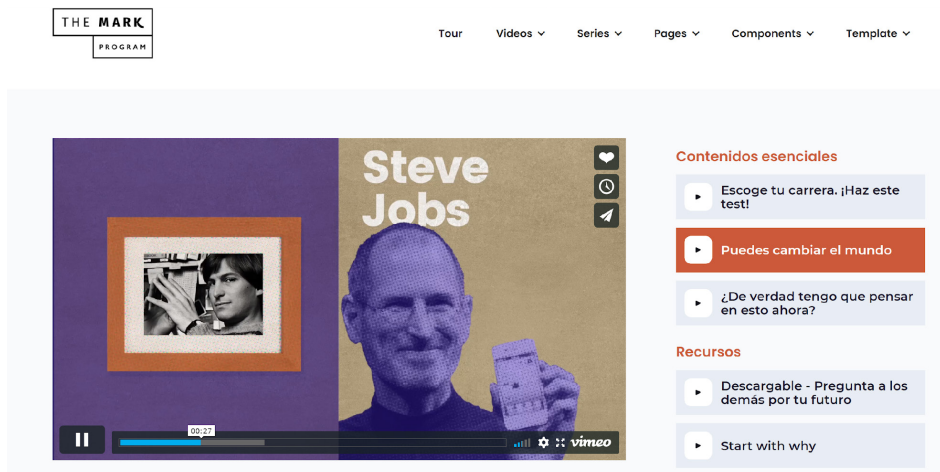 THE MARK
PROGRAM
Tour
Videos
Series
Pages
Components
Template
Steve
Jobs
00:27
vimeo
Contenidos esenciales
Escoge tu carrera. ¡Haz este
test!
Puedes cambiar el mundo
¿De verdad tengo que pensar
en esto ahora?
Recursos
Descargable - Pregunta a los
demás por tu futuro
Start with why